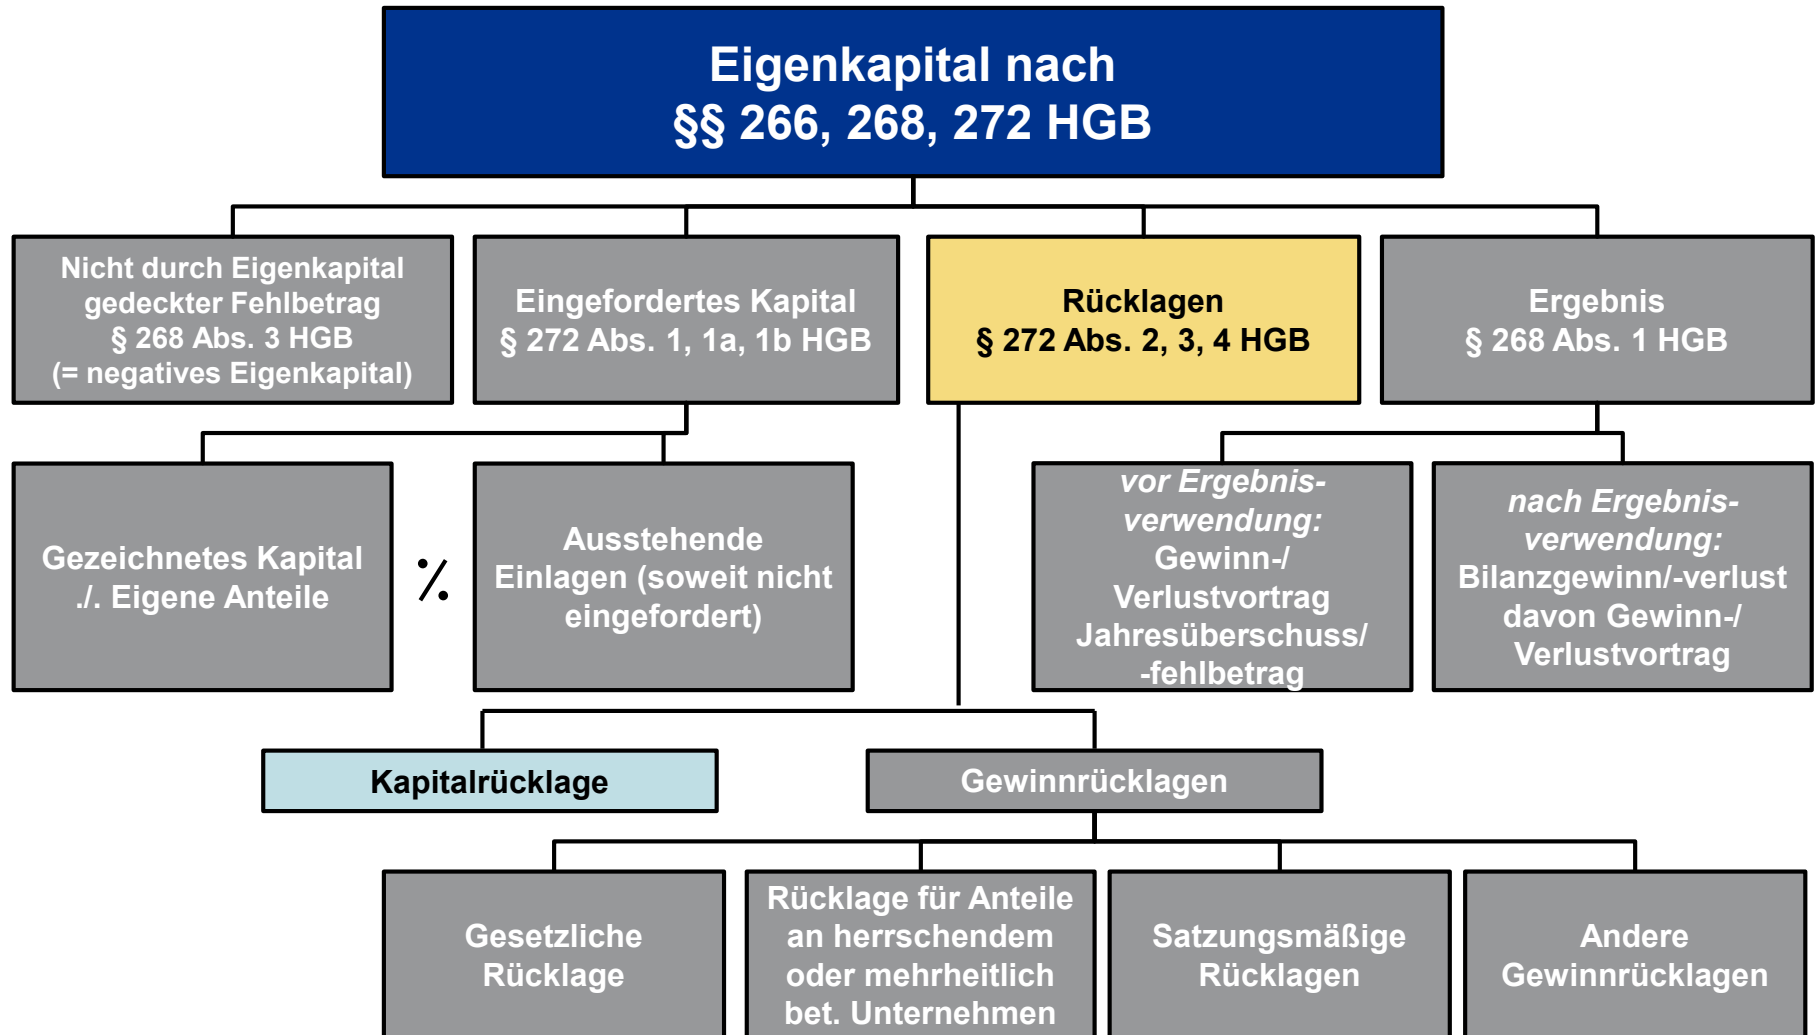 Eigenkapital nach
§§ 266, 268, 272 HGB
Nicht durch Eigenkapital
gedeckter Fehlbetrag
§ 268 Abs. 3 HGB
(= negatives Eigenkapital)
Eingefordertes Kapital
§ 272 Abs. 1, 1a, 1b HGB
Rücklagen
§ 272 Abs. 2, 3, 4 HGB
Ergebnis
§ 268 Abs. 1 HGB
Gezeichnetes Kapital
./. Eigene Anteile
./.
Ausstehende
Einlagen (soweit nicht
eingefordert)
vor Ergebnis-
verwendung:
Gewinn-/
Verlustvortrag
Jahresüberschuss/
-fehlbetrag
nach Ergebnis-
verwendung:
Bilanzgewinn/-verlust
davon Gewinn-/
Verlustvortrag
Kapitalrücklage
Gewinnrücklagen
Gesetzliche
Rücklage
Rücklage für Anteile
an herrschendem
oder mehrheitlich
bet. Unternehmen
Satzungsmäßige
Rücklagen
Andere
Gewinnrücklagen